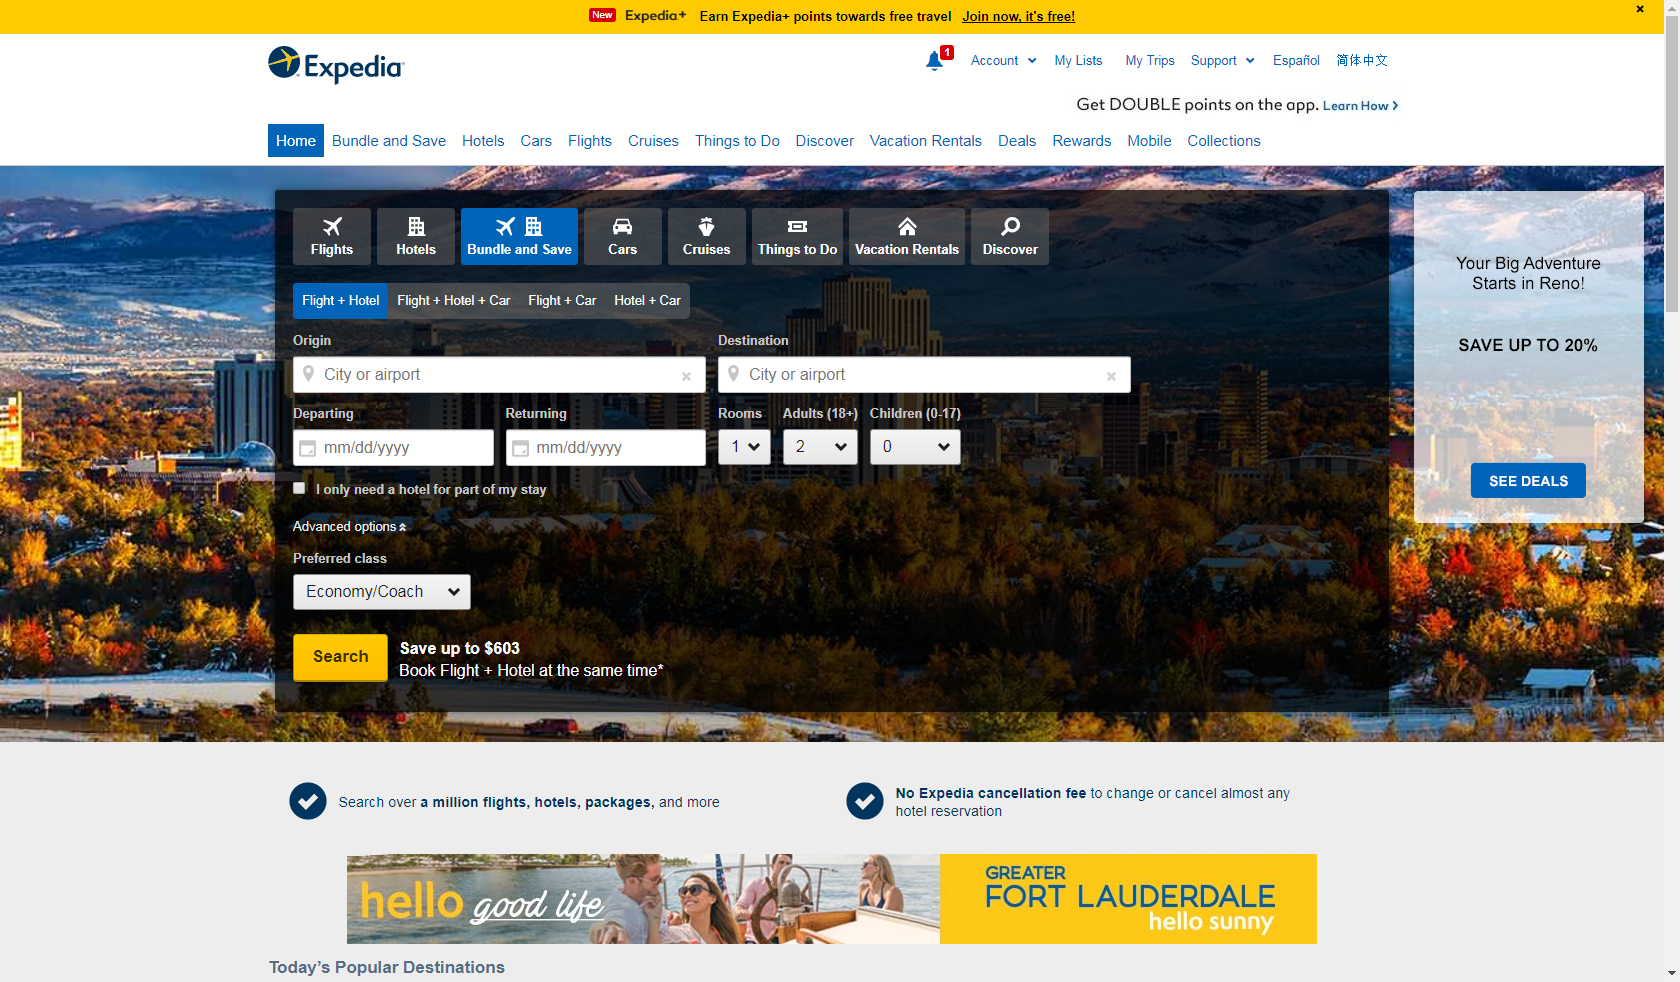 New Expedia+ Earn Expedia+ points towards free travel Join now, it's free!
Expedia
1 Account My Lists My Trips Support Español 简体中文
Get DOUBLE points on the app. Learn How
Home Bundle and Save Hotels Cars Flights Cruises Things to Do Discover Vacation Rentals Deals Rewards Mobile Collections
Flights Hotels Bundle and Save Cars Cruises Things to Do Vacation Rentals Discover
Flight + Hotel Flight + Hotel + Car Flight + Car Hotel + Car
Origin Destination
City or airport City or airport
Departing Returning Rooms Adults (18+) Children (0-17)
mm/dd/yyyy mm/dd/yyyy 1 2 0
I only need a hotel for part of my stay
Advanced options
Preferred class
Economy/Coach
Search
Save up to $603
Book Flight + Hotel at the same time*
Your Big Adventure
Starts in Reno!
SAVE UP TO 20%
SEE DEALS
Search over a million flights, hotels, packages, and more
No Expedia cancellation fee to change or cancel almost any
hotel reservation
hello good life
GREATER
FORT LAUDERDALE
hello sunny
Today's Popular Destinations